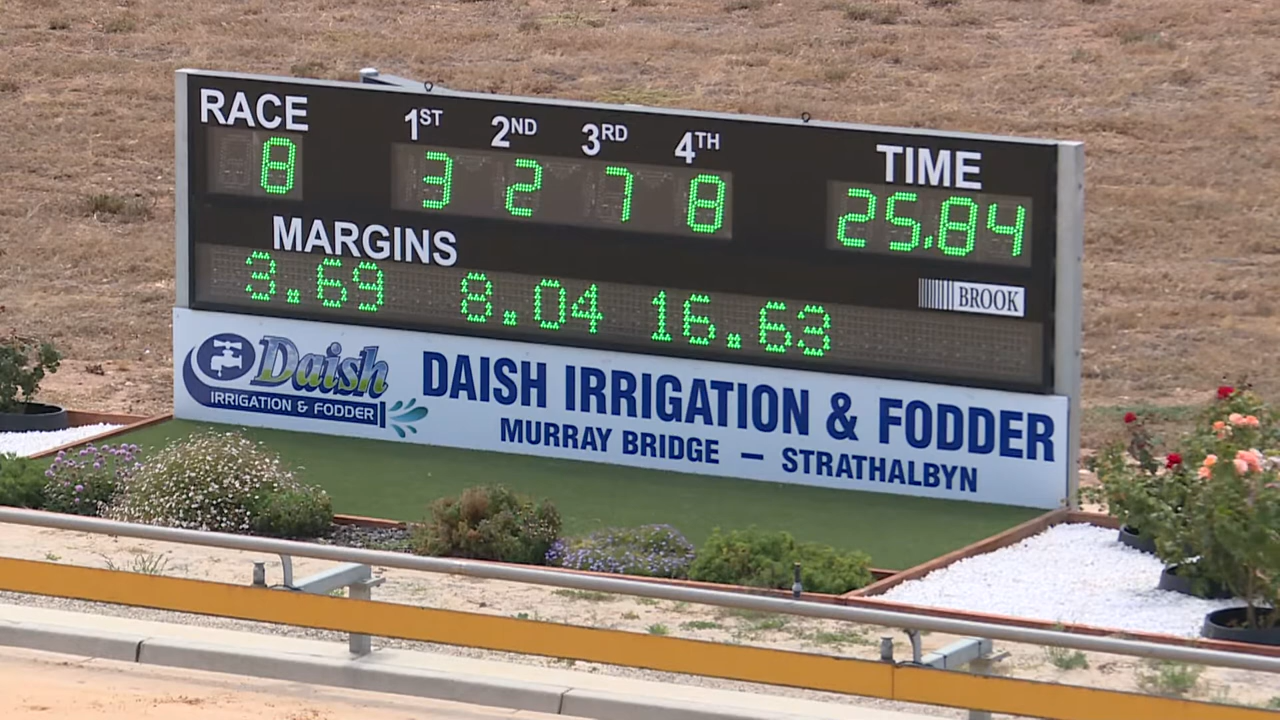 RACE 1ST 2ND 3RD 4TH TIME
8 3 2 7 8 25.84
MARGINS
3.69 8.04 16.63
BROOK
Daish
IRRIGATION & FODDER
DAISH IRRIGATION & FODDER
MURRAY BRIDGE — STRATHALBYN